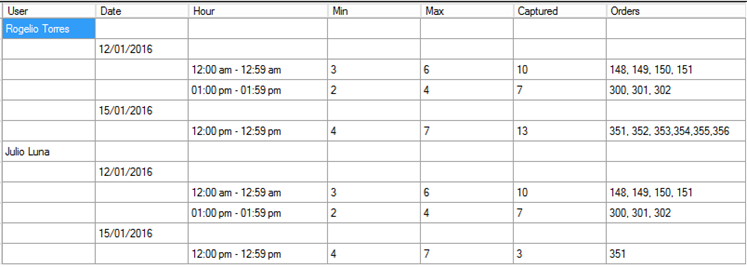 User Date Hour Min Max Captured Orders
Rogelio Torres
12/01/2016
12:00 am - 12:59 am 3 6 10 148, 149, 150, 151
01:00 pm - 01:59 pm 2 4 7 300, 301, 302
15/01/2016
12:00 pm - 12:59 pm 4 7 13 351, 352, 353,354,355,356
Julio Luna
12/01/2016
12:00 am - 12:59 am 3 6 10 148, 149, 150, 151
01:00 pm - 01:59 pm 2 4 7 300, 301, 302
15/01/2016
12:00 pm - 12:59 pm 4 7 3 351